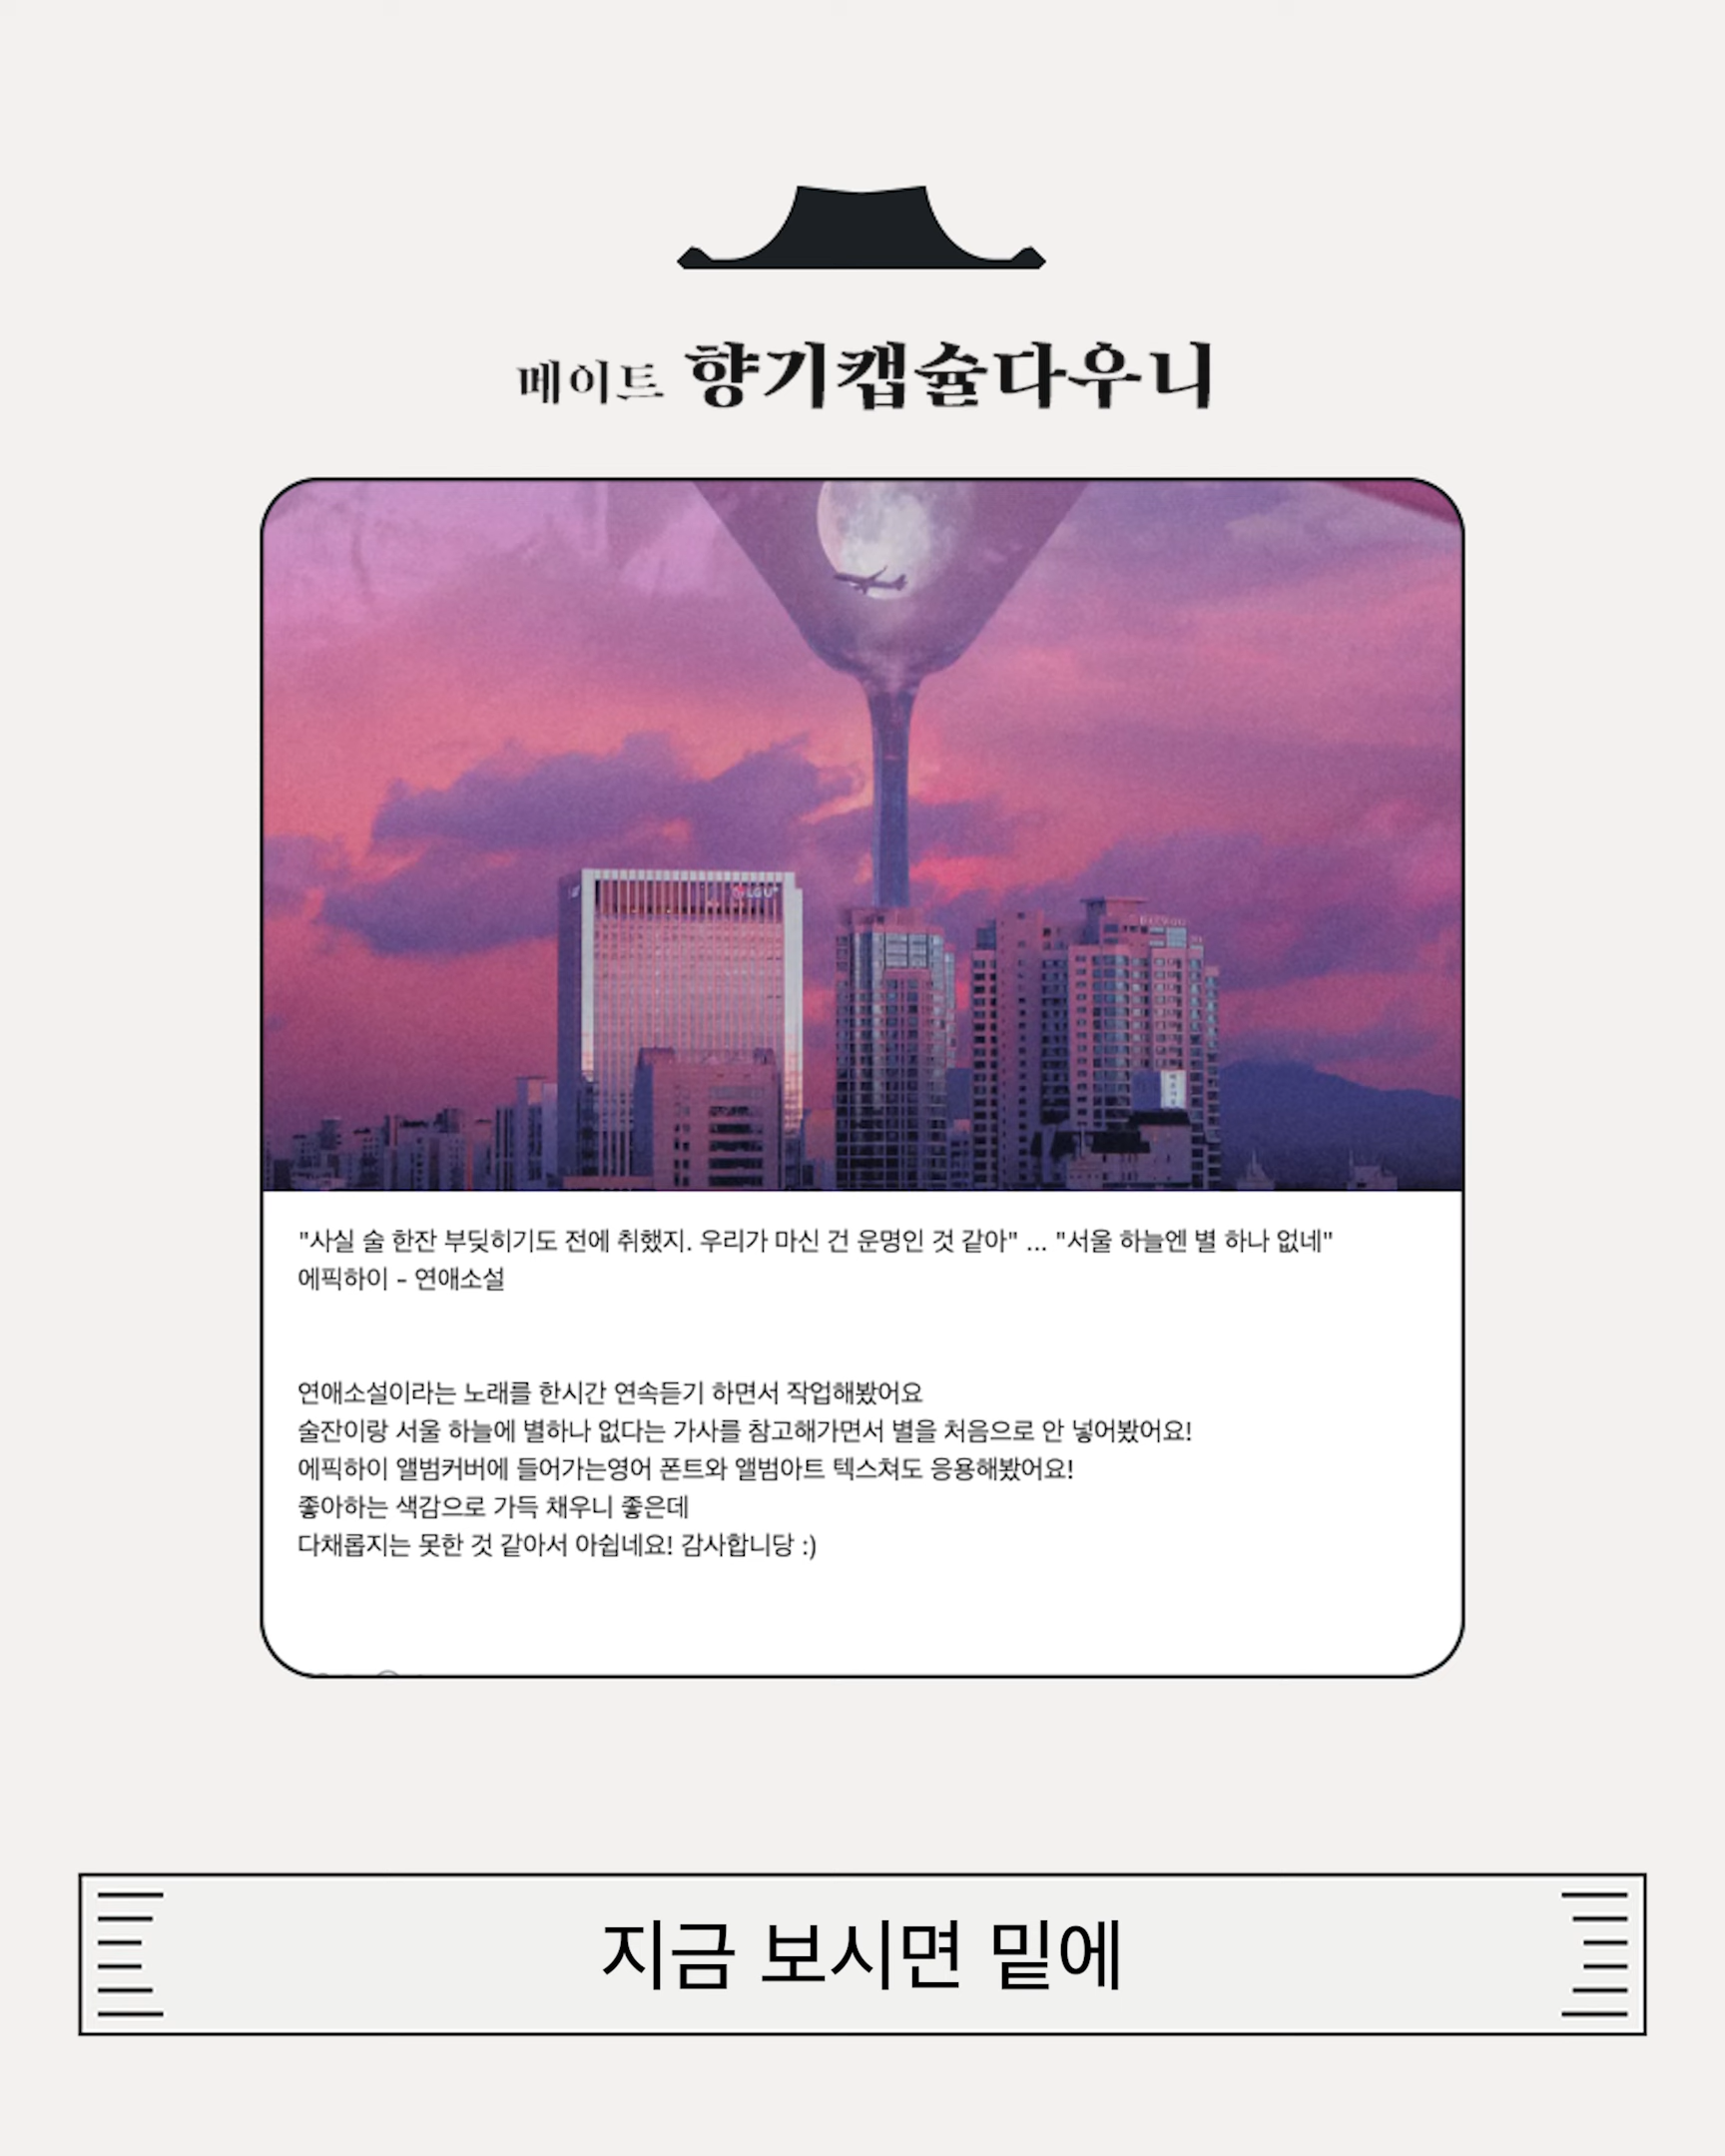 메이트 향기캡슐다우니
LG U+
"사실 술 한잔 부딪히기도 전에 취했지. 우리가 마신 건 운명인 것 같아" ... "서울 하늘엔 별 하나 없네"
에픽하이 - 연애소설
연애소설이라는 노래를 한시간 연속듣기 하면서 작업해봤어요
술잔이랑 서울 하늘에 별하나 없다는 가사를 참고해가면서 별을 처음으로 안 넣어봤어요!
에픽하이 앨범커버에 들어가는영어 폰트와 앨범아트 텍스쳐도 응용해봤어요!
좋아하는 색감으로 가득 채우니 좋은데
다채롭지는 못한 것 같아서 아쉽네요! 감사합니당 :)
지금 보시면 밑에